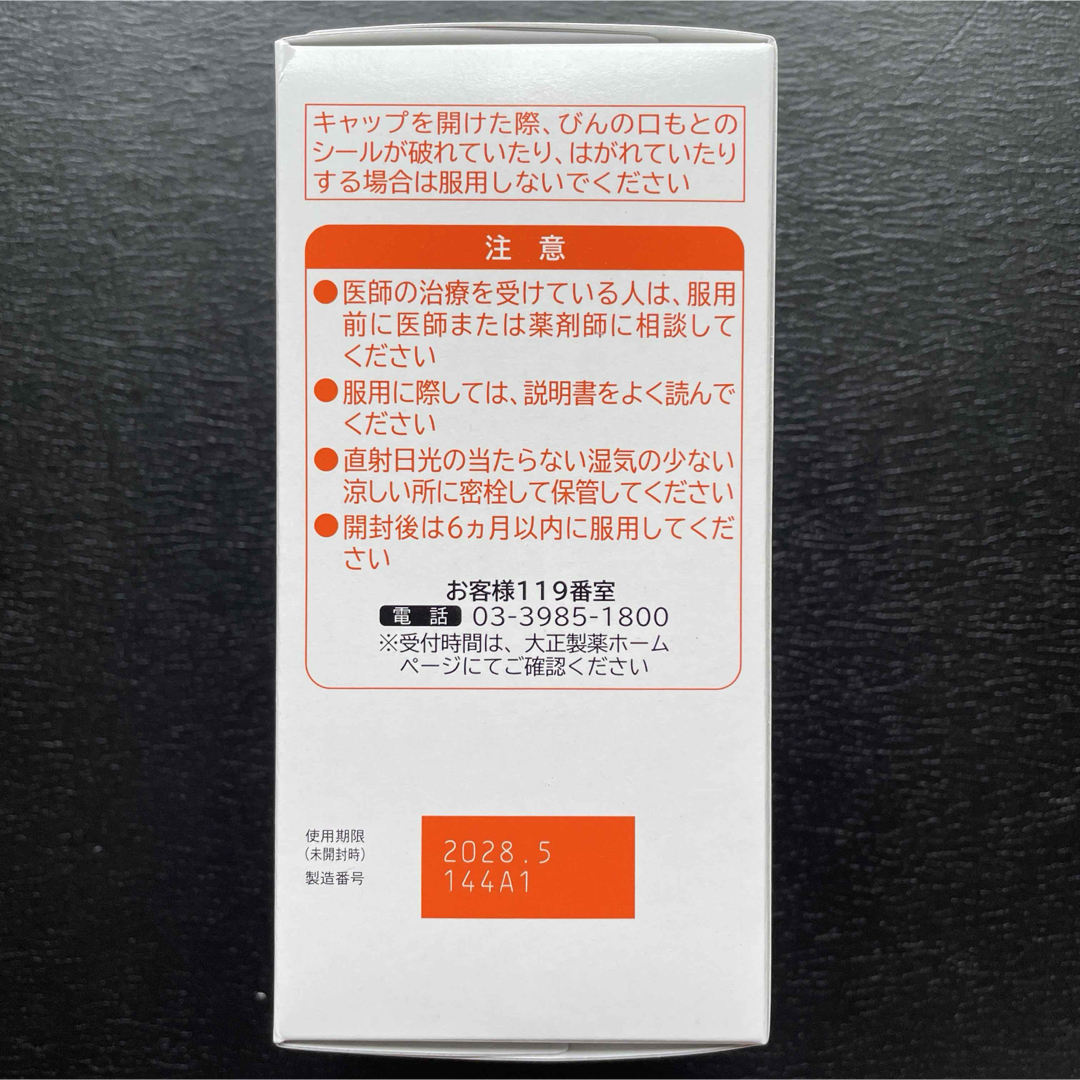 キャップを開けた際、びんの口もとの
シールが破れていたり、はがれていたり
する場合は服用しないでください
注意
●医師の治療を受けている人は、服用
前に医師または薬剤師に相談して
ください
●服用に際しては、説明書をよく読んで
ください
●直射日光の当たらない湿気の少ない
涼しい所に密栓して保管してください
●開封後は6ヵ月以内に服用してくだ
さい
お客様119番室
電話 03-3985-1800
※受付時間は、大正製薬ホーム
ページにてご確認ください
使用期限
(未開封時)
2028.5
製造番号
144A1